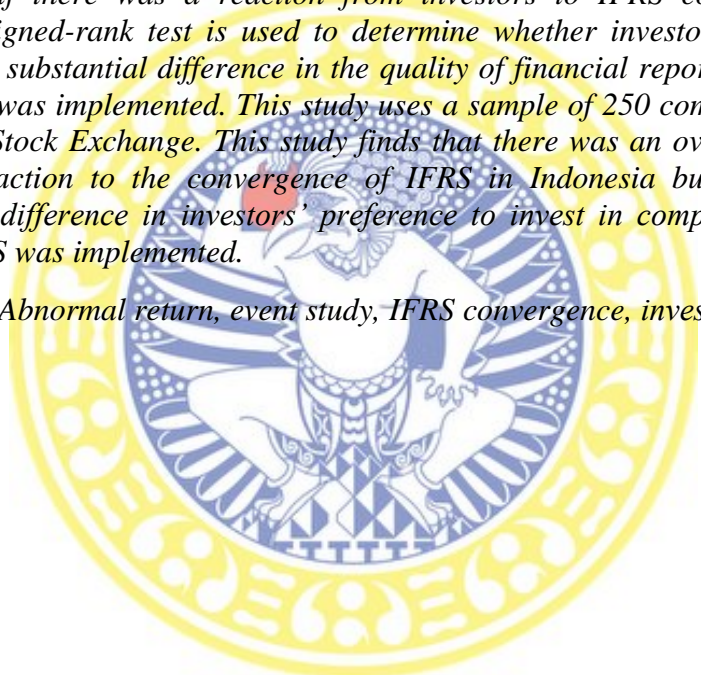 if there was a reaction from investors to IFRS co
igned-rank test is used to determine whether investo
substantial difference in the quality of financial repor
was implemented. This study uses a sample of 250 com
Stock Exchange. This study finds that there was an ov
action to the convergence of IFRS in Indonesia bu
difference in investors' preference to invest in comp
S was implemented.
Abnormal return, event study, IFRS convergence, inves